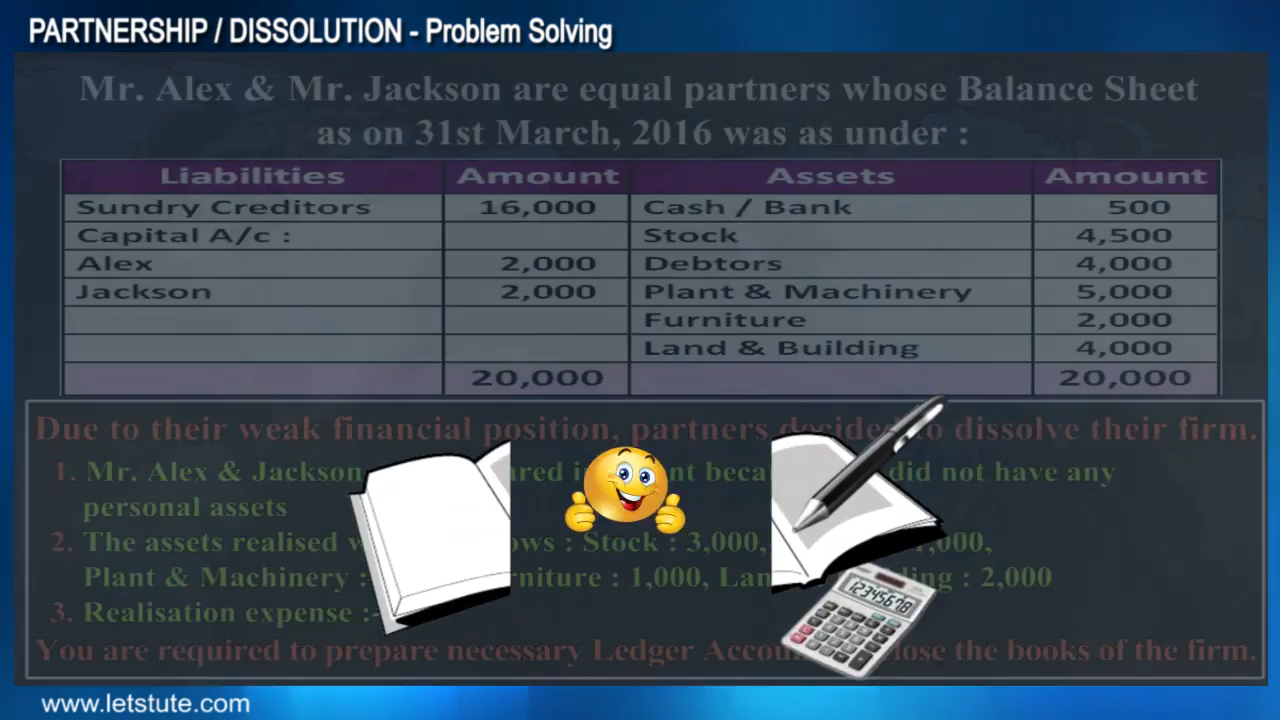 PARTNERSHIP / DISSOLUTION - Problem Solving
Mr. Alex & Mr. Jackson are equal partners whose Balance Sheet
as on 31st March, 2016 was as under :
Liabilities Amount Assets Amount
Sundry Creditors 16,000 Cash / Bank 500
Capital A/c : Stock 4,500
Alex 2,000 Debtors 4,000
Jackson 2,000 Plant & Machinery 5,000
Furniture 2,000
Land & Building 4,000
20,000 20,000
Due to their weak financial position, partners decided to dissolve their firm.
1. Mr. Alex & Jackson did not have any
personal assets
2. The assets realised : Stock : 3,000,
Plant & Machinery : : 1,000, : 2,000
3. Realisation expense :-
You are required to prepare necessary Ledger the books of the firm.
12345678
www.letstute.com